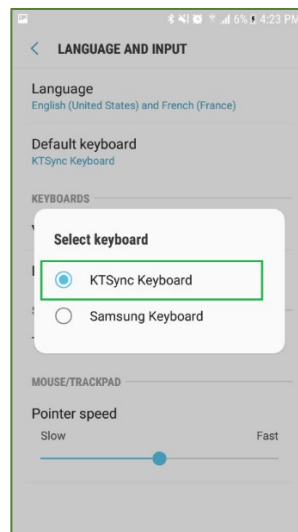 6% 4:23 PM
LANGUAGE AND INPUT
Language
English (United States) and French (France)
Default keyboard
KTSync Keyboard
KEYBOARDS
Select keyboard
KTSync Keyboard
Samsung Keyboard
MOUSE/TRACKPAD
Pointer speed
Slow Fast